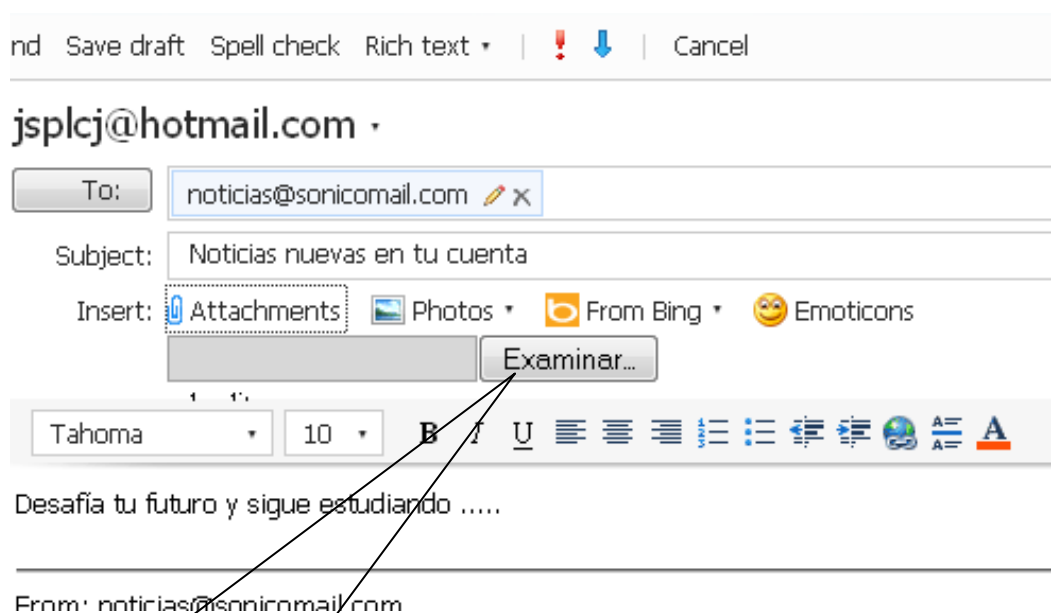 nd Save draft Spell check Rich text Cancel
jsplcj@hotmail.com
To: noticias@sonicomail.com
Subject: Noticias nuevas en tu cuenta
Insert: Attachments Photos From Bing Emoticons
Examinar...
Tahoma 10 B I U A
Desafía tu futuro y sigue estudiando .....
From: noticias@sonicomail.com